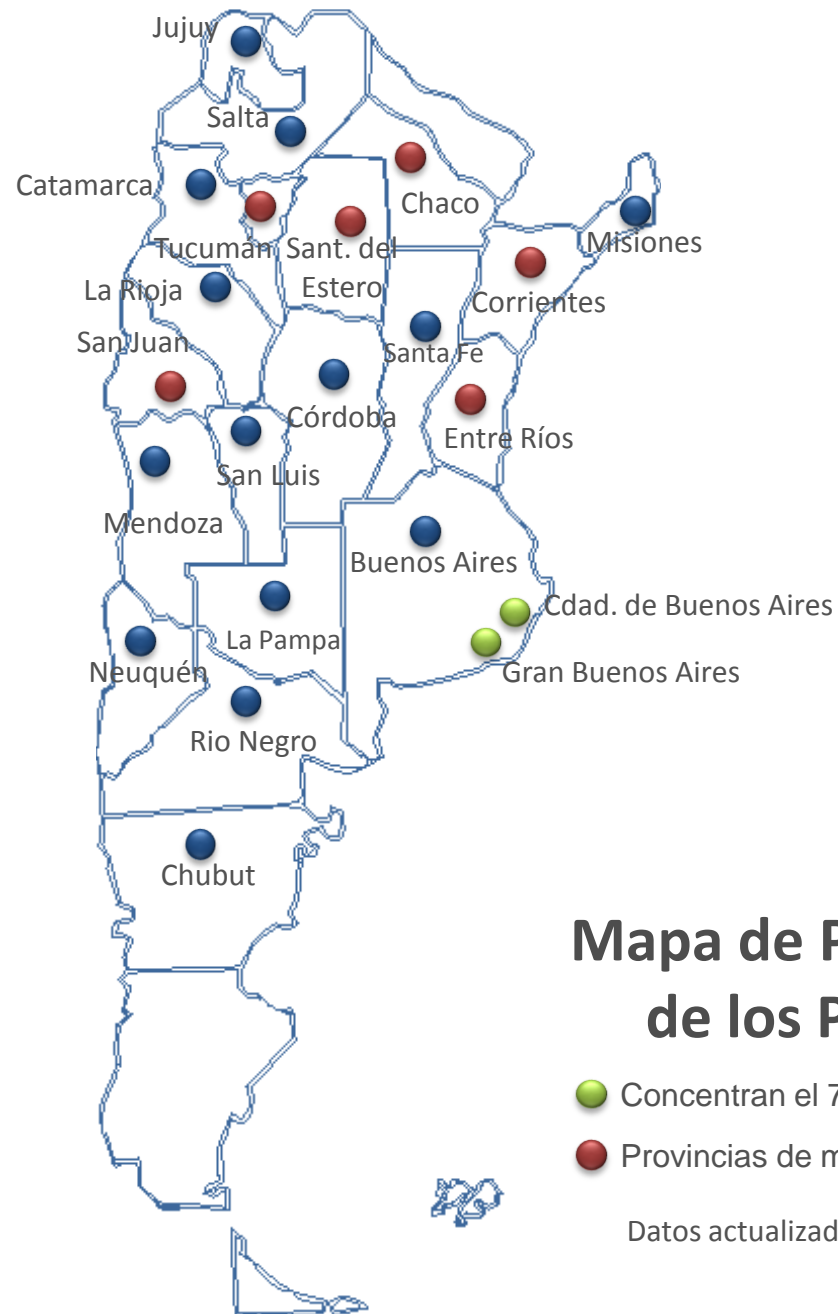 Jujuy
Salta
Catamarca
Chaco
Misiones
Tucumán
Sant. del
Estero
La Rioja
Corrientes
San Juan
Santa Fe
Córdoba
Entre Ríos
San Luis
Mendoza
Buenos Aires
Cdad. de Buenos Aires
La Pampa
Neuquén
Gran Buenos Aires
Rio Negro
Chubut
Mapa de P
de los P
Concentran el 7
Provincias de m
Datos actualizad